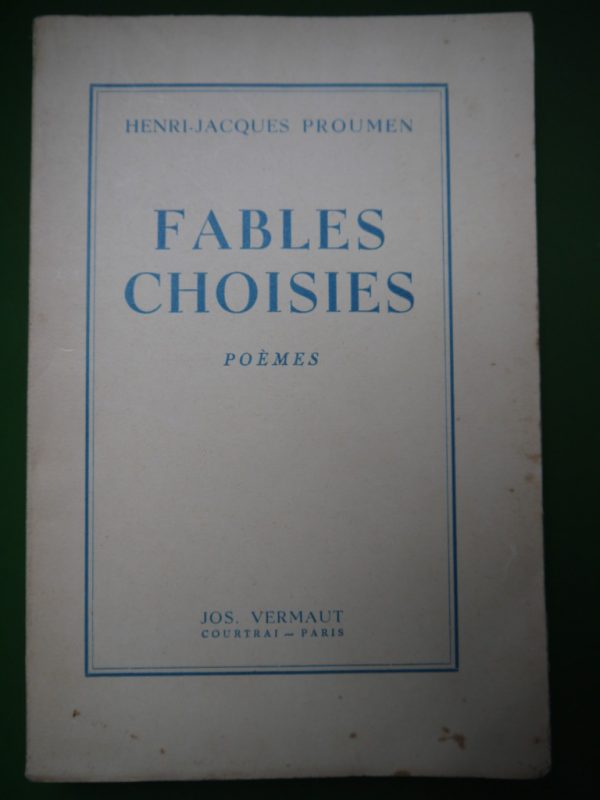 HENRI-JACQUES PROUMEN
FABLES
CHOISIES
POÈMES
JOS. VERMAUT
COURTRAI — PARIS